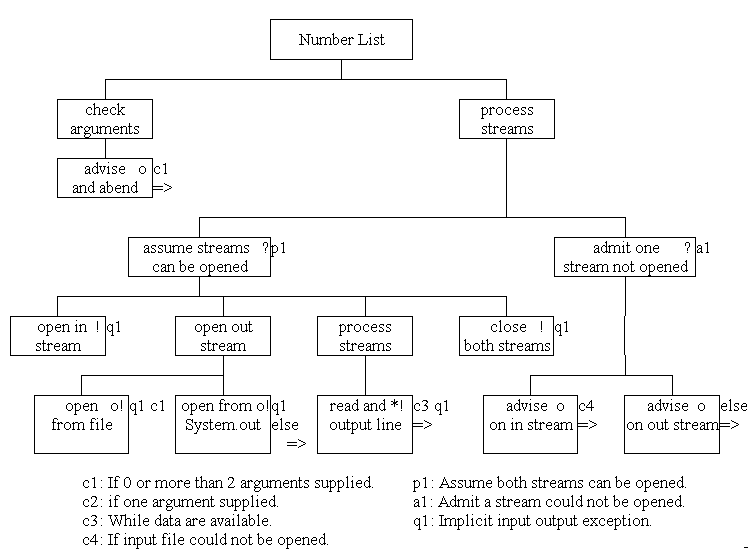 Number List
check
arguments
process
streams
advise o c1
and abend =>
assume streams ?p1
can be opened
admit one ? a1
stream not opened
open in ! q1
stream
open out
stream
process
streams
close ! q1
both streams
open o! q1 c1
from file
open from o!q1
System.out else
=>
read and *! c3 q1
output line =>
advise o c4
on in stream =>
advise o else
on out stream=>
c1: If 0 or more than 2 arguments supplied.
c2: if one argument supplied.
c3: While data are available.
c4: If input file could not be opened.
p1: Assume both streams can be opened.
a1: Admit a stream could not be opened.
q1: Implicit input output exception.